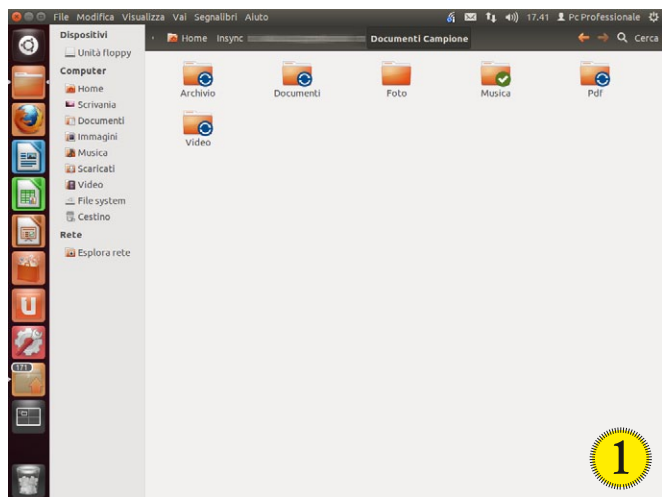 File Modifica Visualizza Vai Segnalibri Aiuto 17.41 Pc Professionale
Dispositivi
Unità floppy
Computer
Home
Scrivania
Documenti
Immagini
Musica
Scaricati
Video
File system
Cestino
Rete
Esplora rete
Home Insync Documenti Campione Cerca
Archivio Documenti Foto Musica Pdf
Video
171
1